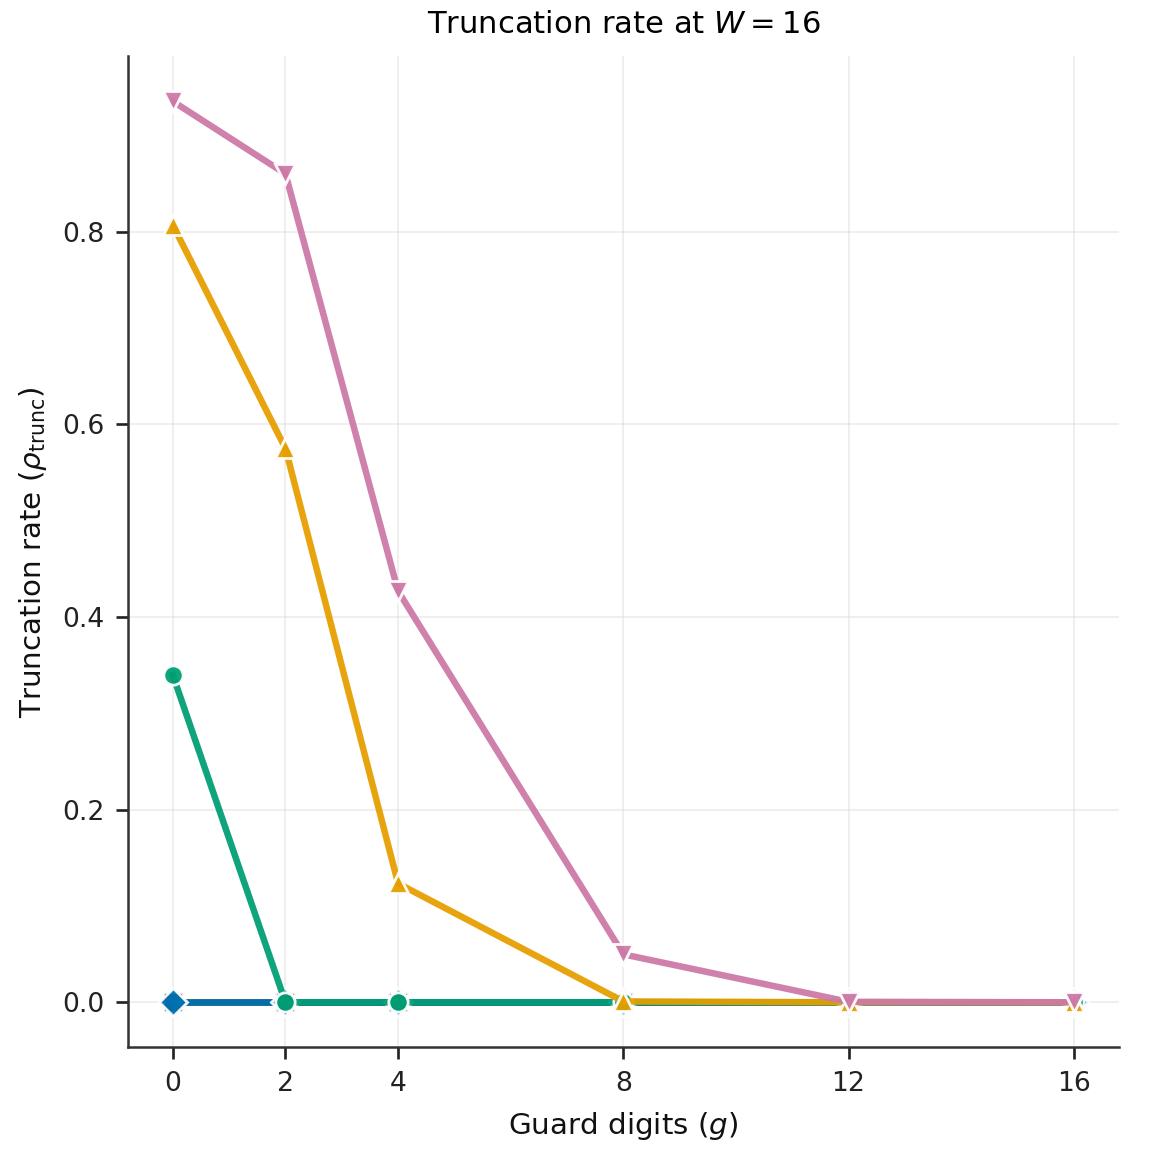 Truncation rate at W = 16
Truncation rate (ρtrunc)
0.8
0.6
0.4
0.2
0.0
0 2 4 8 12 16
Guard digits (g)